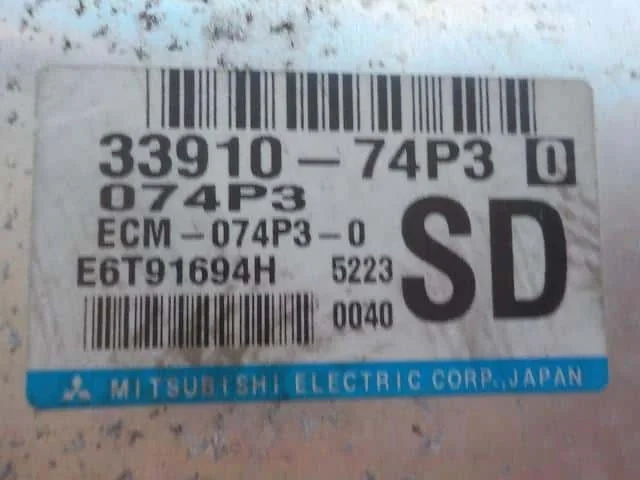 33910-74P3 0
074P3
ECM-074P3-0
SD
E6T91694H 5223
0040
MITSUBISHI ELECTRIC CORP., JAPAN